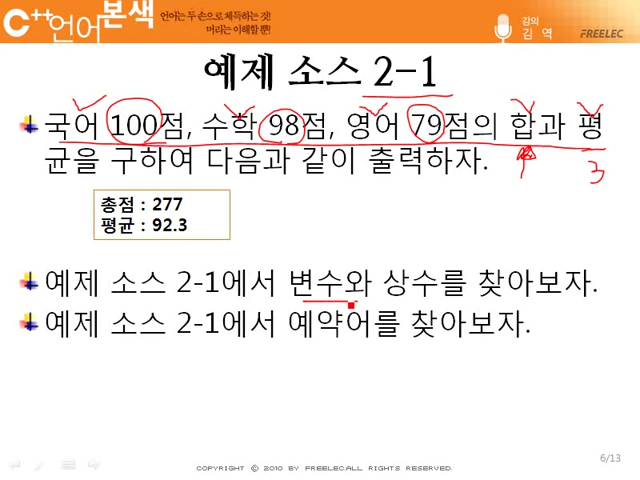 C++언어본색
언어는 두 손으로 체득하는 것!
머리는 이해할 뿐!
강의
김 역
FREELEC
예제 소스 2-1
국어 100점, 수학 98점, 영어 79점의 합과 평
균을 구하여 다음과 같이 출력하자.
3
총점 : 277
평균 : 92.3
예제 소스 2-1에서 변수와 상수를 찾아보자.
예제 소스 2-1에서 예약어를 찾아보자.
6/13
COPYRIGHT ⓒ 2010 BY FREELEC.ALL RIGHTS RESERVED.